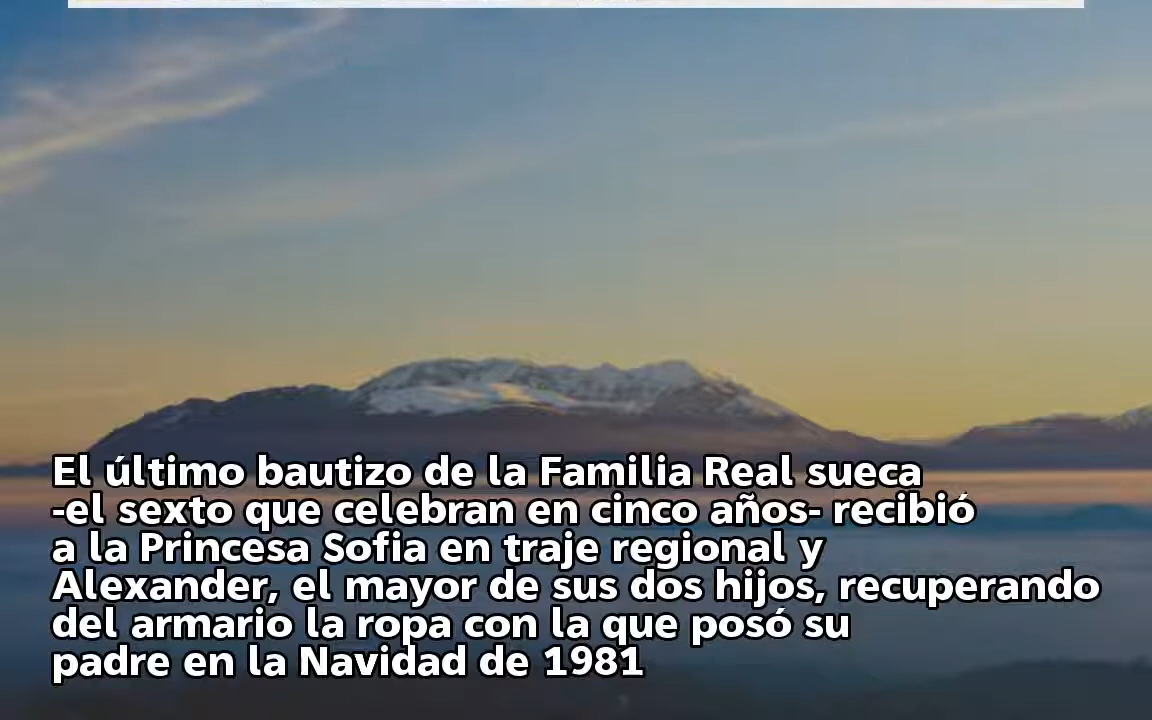 El último bautizo de la Familia Real sueca
-el sexto que celebran en cinco años- recibió
a la Princesa Sofia en traje regional y
Alexander, el mayor de sus dos hijos, recuperando
del armario la ropa con la que posó su
padre en la Navidad de 1981